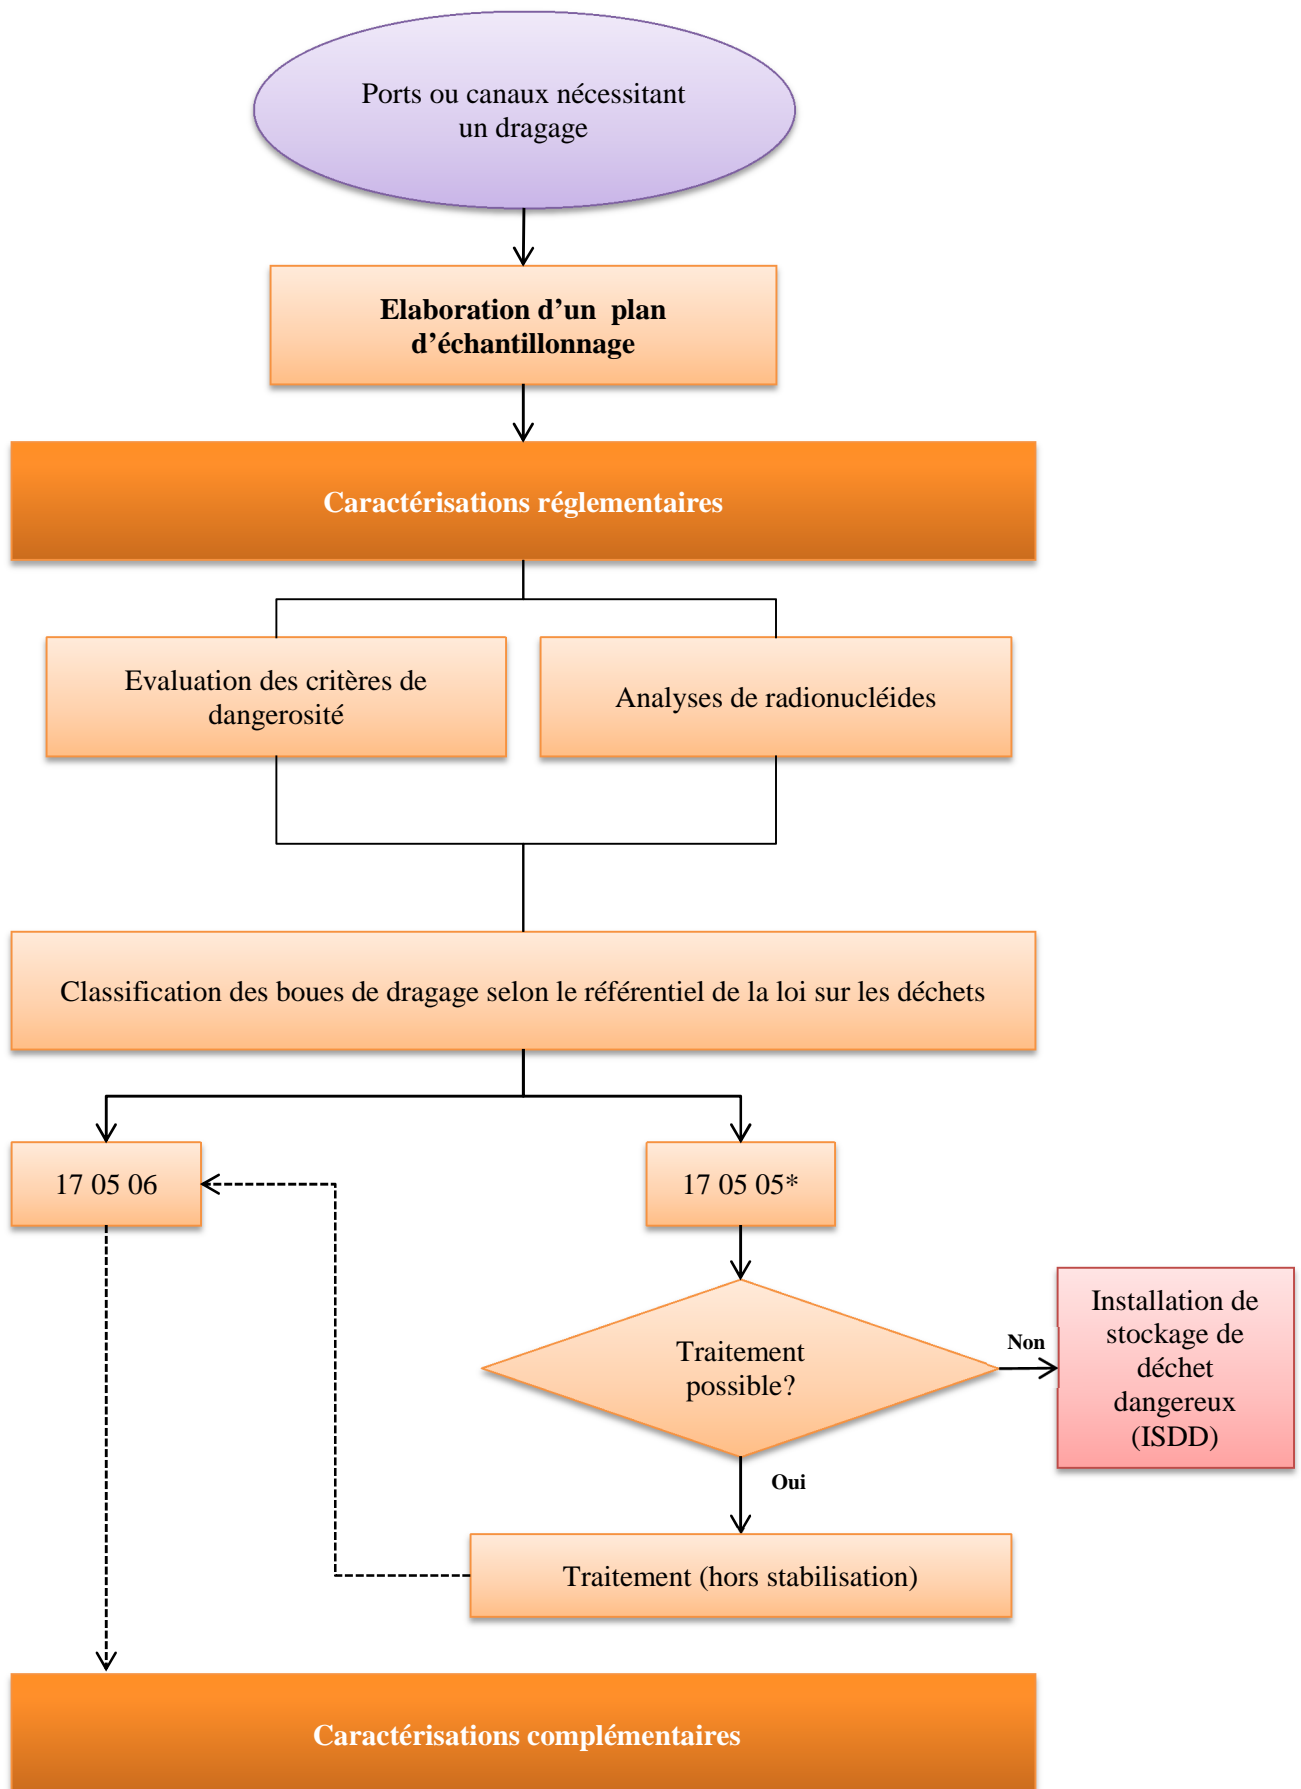 Ports ou canaux nécessitant
un dragage
Elaboration d’un  plan
d’échantillonnage
Caractérisations réglementaires
Evaluation des critères de
dangerosité
Analyses de radionucléides
Classification des boues de dragage selon le référentiel de la loi sur les déchets
17 05 06
17 05 05*
Traitement
possible?
Non
Installation de
stockage de
déchet
dangereux
(ISDD)
Oui
Traitement (hors stabilisation)
Caractérisations complémentaires